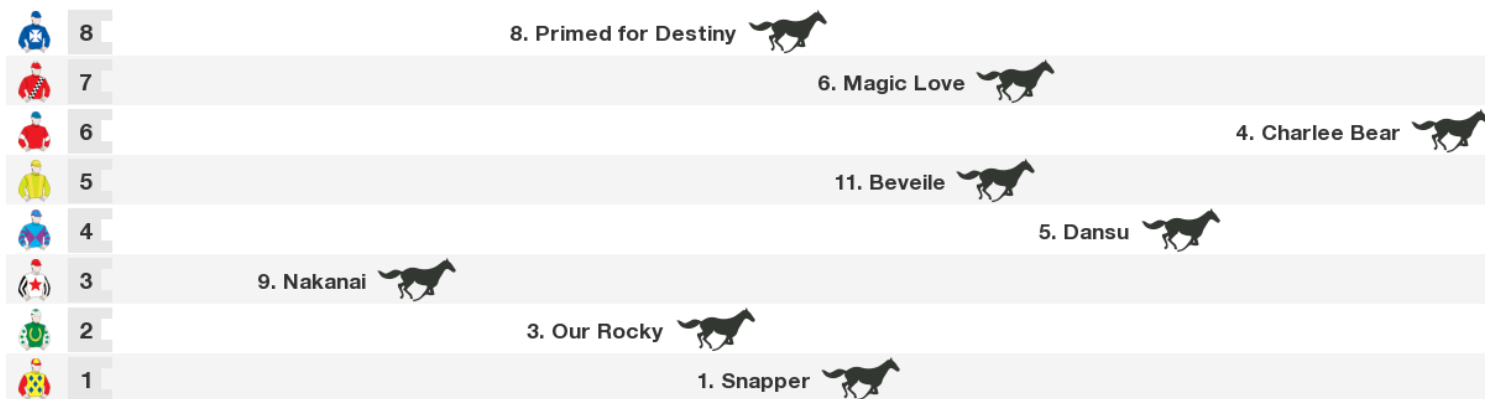 8 8. Primed for Destiny
7 6. Magic Love
6 4. Charlee Bear
5 11. Beveile
4 5. Dansu
3 9. Nakanai
2 3. Our Rocky
1 1. Snapper